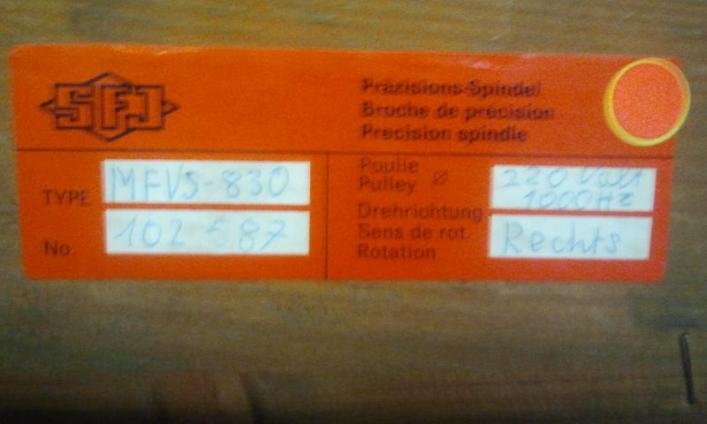 SFJ
Präzisions-Spindel
Broche de précision
Precision spindle
TYPE MFVS-830
No. 102 587
Poulie
Pulley ⌀
220 Volt
1000Hz
Drehrichtung
Sens de rot.
Rotation
Rechts